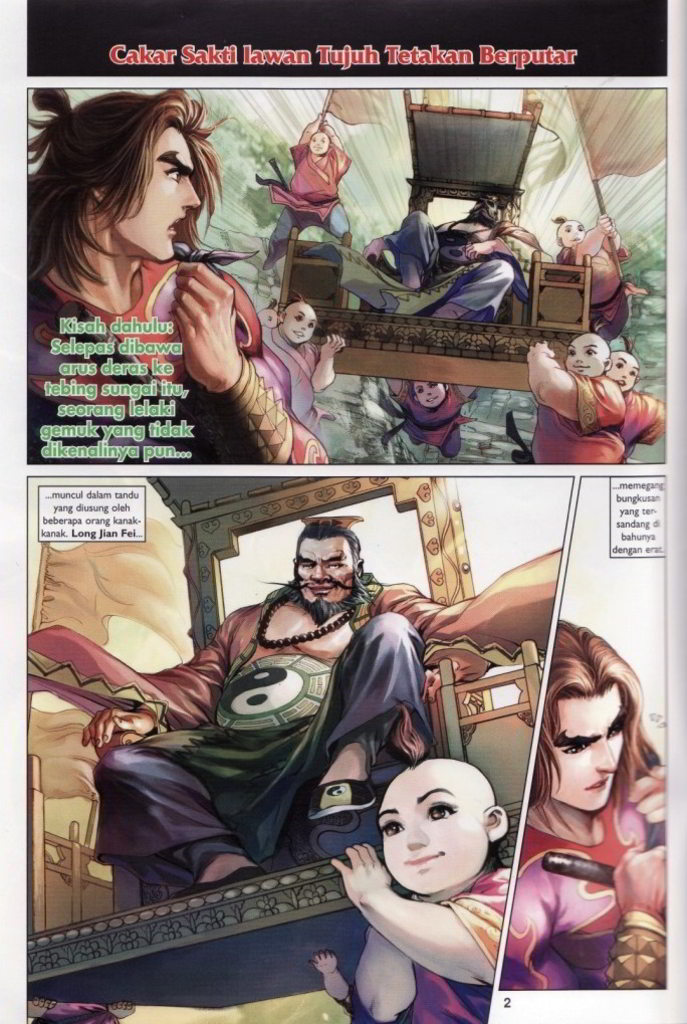 Cakar Sakti lawan Tujuh Tetakan Berputar
Kisah dahulu:
Selepas dibawa
arus deras ke
tebing sungai itu,
seorang lelaki
gemuk yang tidak
dikenalinya pun...
...muncul dalam tandu
yang diusung oleh
beberapa orang kanak-
kanak. Long Jian Fei...
...memegang
bungkusan
yang ter-
sandang di
bahunya
dengan erat.
2